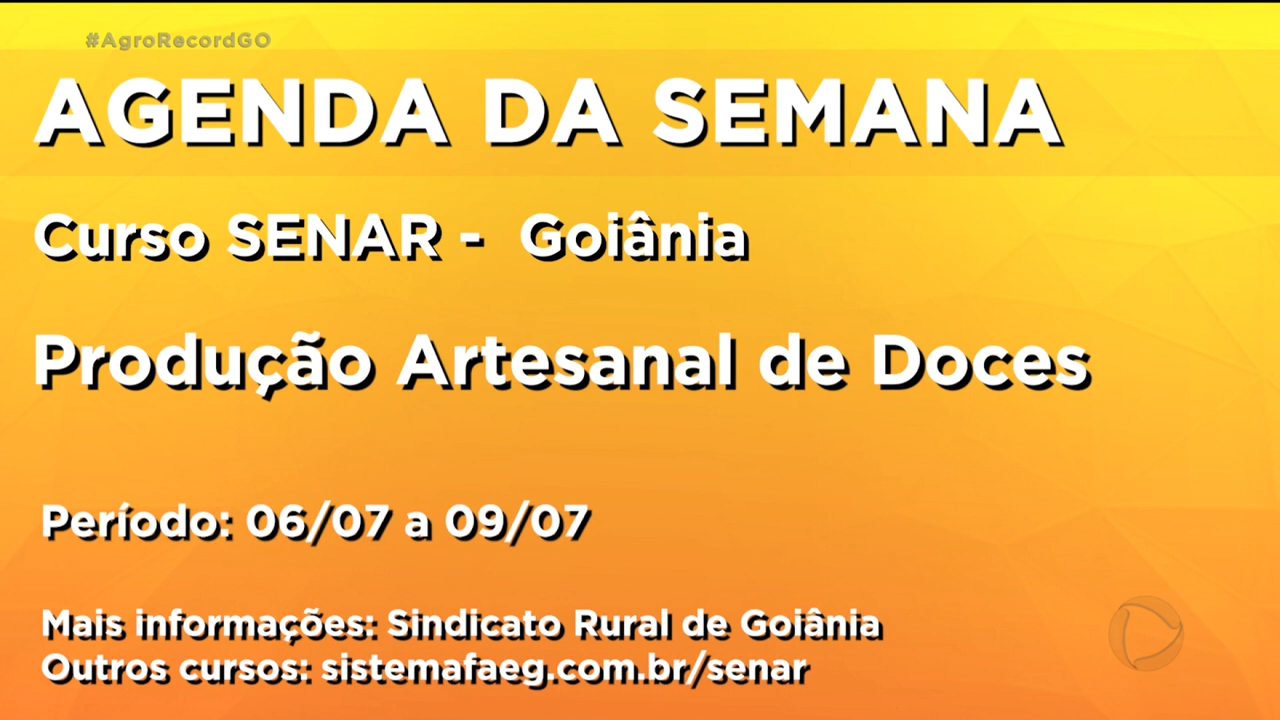 #AgroRecordGO
AGENDA DA SEMANA
Curso SENAR - Goiânia
Produção Artesanal de Doces
Período: 06/07 a 09/07
Mais informações: Sindicato Rural de Goiânia
Outros cursos: sistemafaeg.com.br/senar